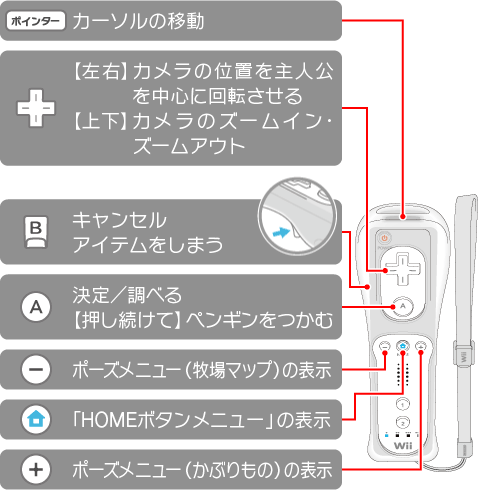 ポインター カーソルの移動
【左右】カメラの位置を主人公
を中心に回転させる
【上下】カメラのズームイン・
ズームアウト
B キャンセル
アイテムをしまう
A 決定／調べる
【押し続けて】ペンギンをつかむ
− ポーズメニュー（牧場マップ）の表示
「HOMEボタンメニュー」の表示
+ ポーズメニュー（かぶりもの）の表示
A
− +
1
2
Wii
Wii